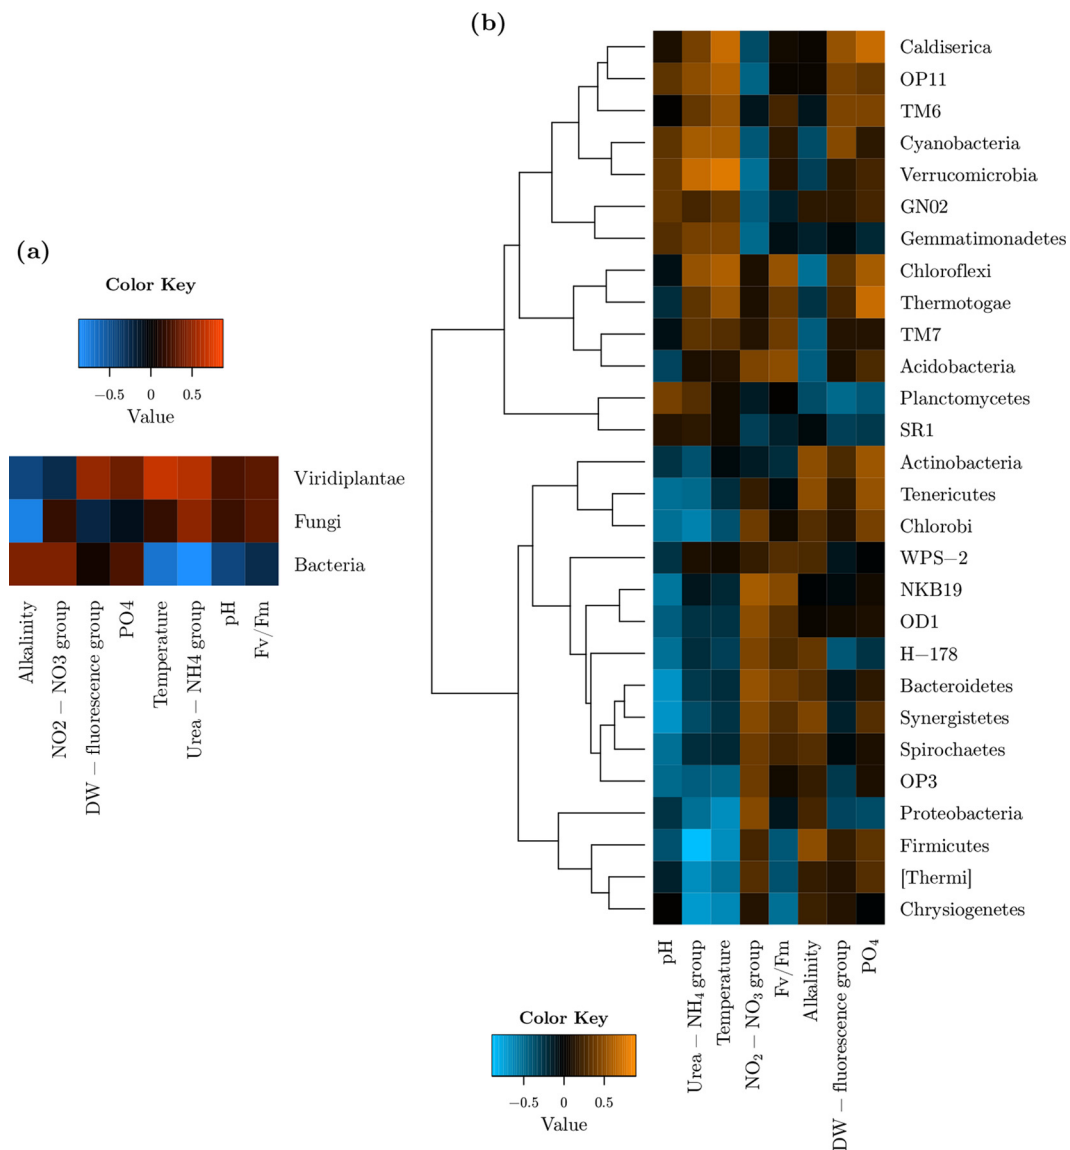 (a)
Color Key
−0.5 0 0.5
Value
Viridiplantae
Fungi
Bacteria
Alkalinity
NO2 − NO3 group
DW − fluorescence group
PO4
Temperature
Urea − NH4 group
pH
Fv/Fm
(b)
Caldiserica
OP11
TM6
Cyanobacteria
Verrucomicrobia
GN02
Gemmatimonadetes
Chloroflexi
Thermotogae
TM7
Acidobacteria
Planctomycetes
SR1
Actinobacteria
Tenericutes
Chlorobi
WPS−2
NKB19
OD1
H−178
Bacteroidetes
Synergistetes
Spirochaetes
OP3
Proteobacteria
Firmicutes
[Thermi]
Chrysiogenetes
pH
Urea − NH₄ group
Temperature
NO₂ − NO₃ group
Fv/Fm
Alkalinity
DW − fluorescence group
PO₄
Color Key
−0.5 0 0.5
Value